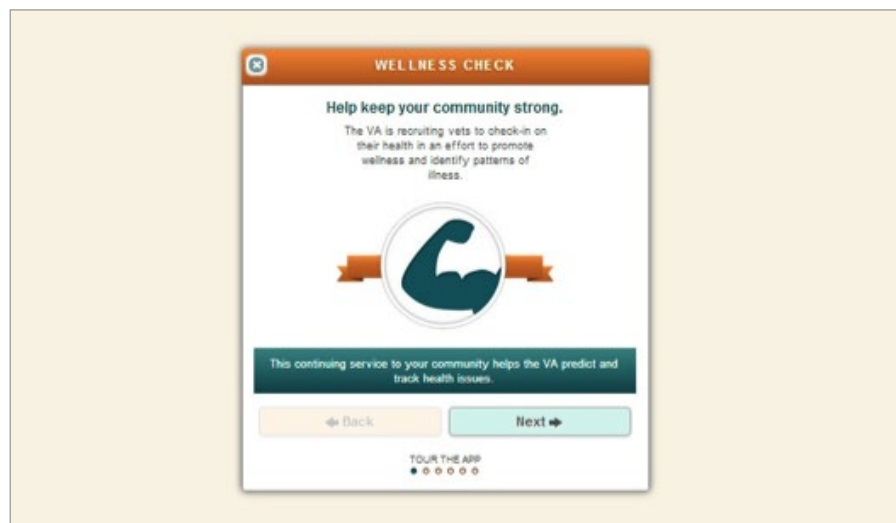 WELLNESS CHECK
Help keep your community strong.
The VA is recruiting vets to check-in on
their health in an effort to promote
wellness and identify patterns of
illness.
This continuing service to your community helps the VA predict and
track health issues.
Back
Next
TOUR THE APP